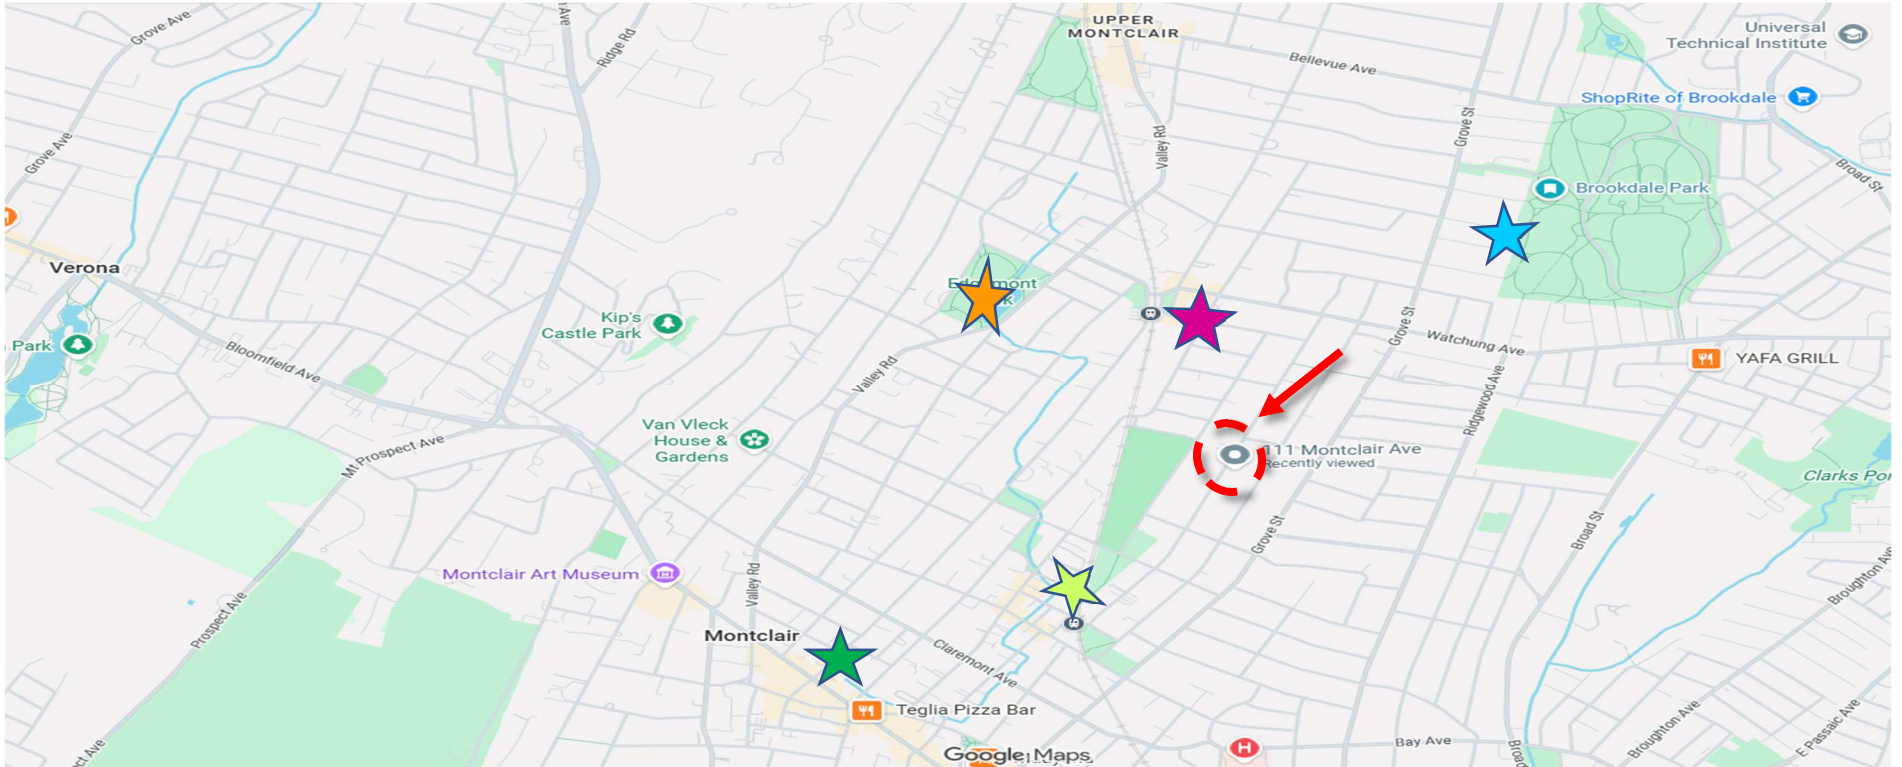 Grove Ave
n Ave
Ridge Rd
UPPER
MONTCLAIR
Bellevue Ave
Universal
Technical Institute
ShopRite of Brookdale
Grove St
Valley Rd
Grove Ave
Broad St
Brookdale Park
Verona
Kip's
Castle Park
Park
Bloomfield Ave
Valley Rd
Grove St
Watchung Ave
YAFA GRILL
Ridgewood Ave
Van Vleck
House &
Gardens
Mt Prospect Ave
111 Montclair Ave
Recently viewed
Clarks
Grove St
Broad St
Montclair Art Museum
Valley Rd
Prospect Ave
Broughton Ave
Montclair
Claremont Ave
Teglia Pizza Bar
Google Maps
H
Bay Ave
Broad
Broughton Ave
E Passaic Ave
ct Ave